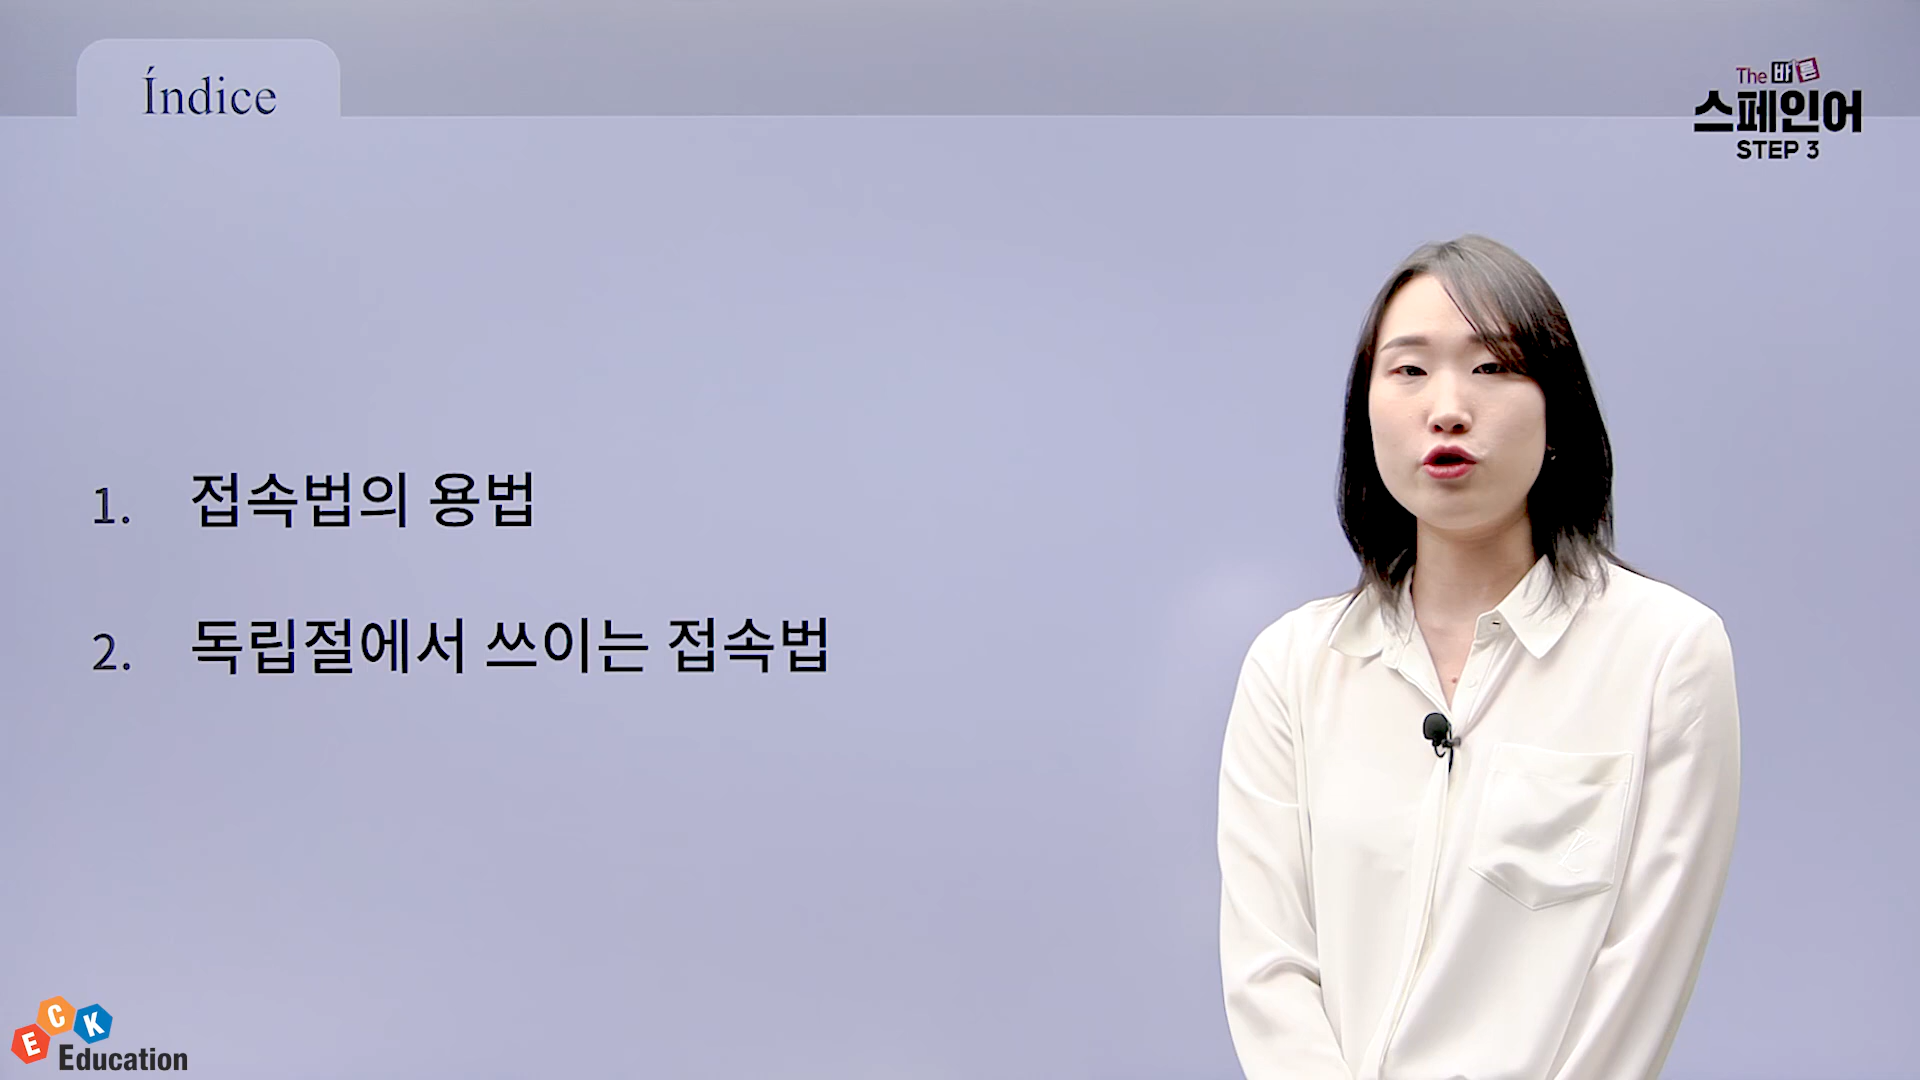 Índice
The 바른
스페인어
STEP 3
1. 접속법의 용법
2. 독립절에서 쓰이는 접속법
ECK
Education